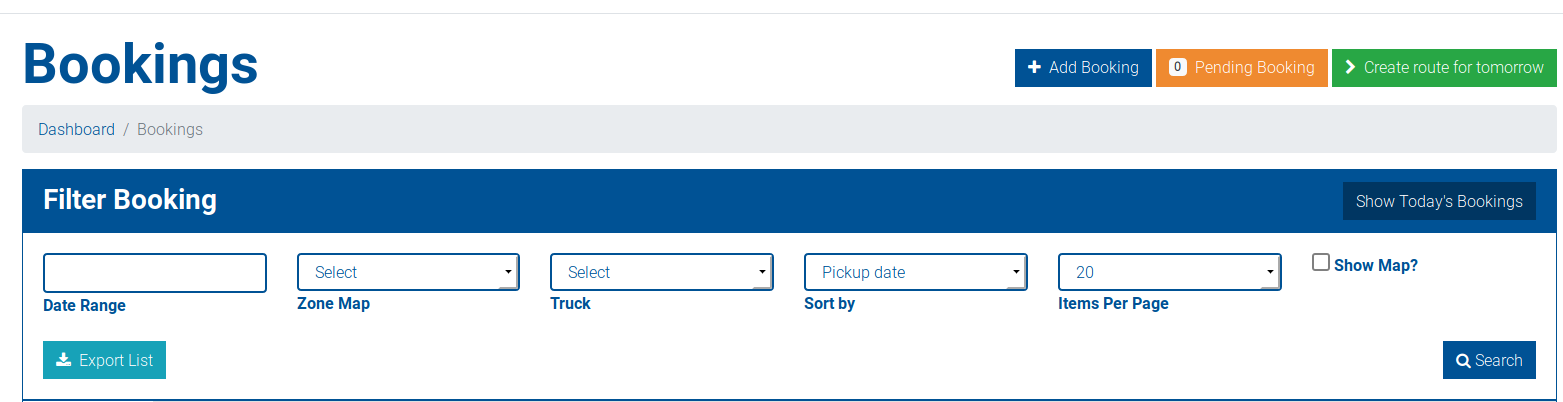 Bookings
Add Booking
0 Pending Booking
Create route for tomorrow
Dashboard / Bookings
Filter Booking
Show Today's Bookings
Select
Select
Pickup date
20
Show Map?
Date Range
Zone Map
Truck
Sort by
Items Per Page
Export List
Search